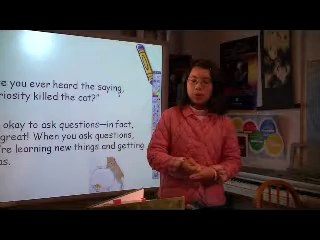 e you ever heard the saying,
riosity killed the cat?"
okay to ask questions—in fact,
great! When you ask questions,
're learning new things and getting
as.